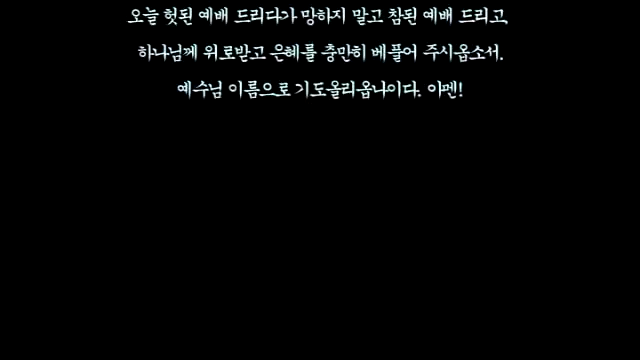 오늘 헛된 예배 드리다가 망하지 말고 참된 예배 드리고,
하나님께 위로받고 은혜를 충만히 베풀어 주시옵소서.
예수님 이름으로 기도올리옵나이다. 아멘!